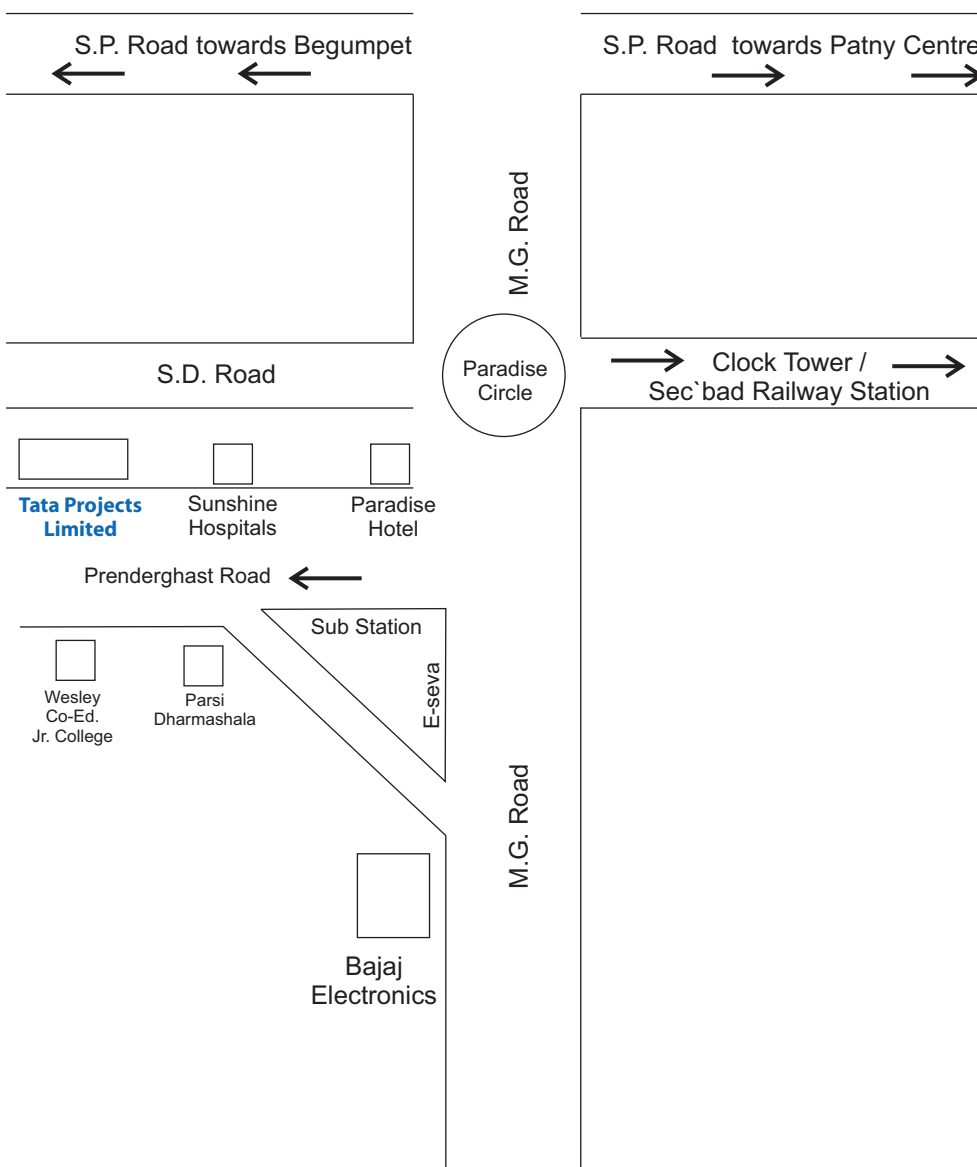 S.P. Road towards Begumpet
S.P. Road towards Patny Centre
M.G. Road
S.D. Road
Paradise
Circle
Clock Tower /
Sec`bad Railway Station
Tata Projects
Limited
Sunshine
Hospitals
Paradise
Hotel
Prenderghast Road
Sub Station
E-seva
Wesley
Co-Ed.
Jr. College
Parsi
Dharmashala
M.G. Road
Bajaj
Electronics